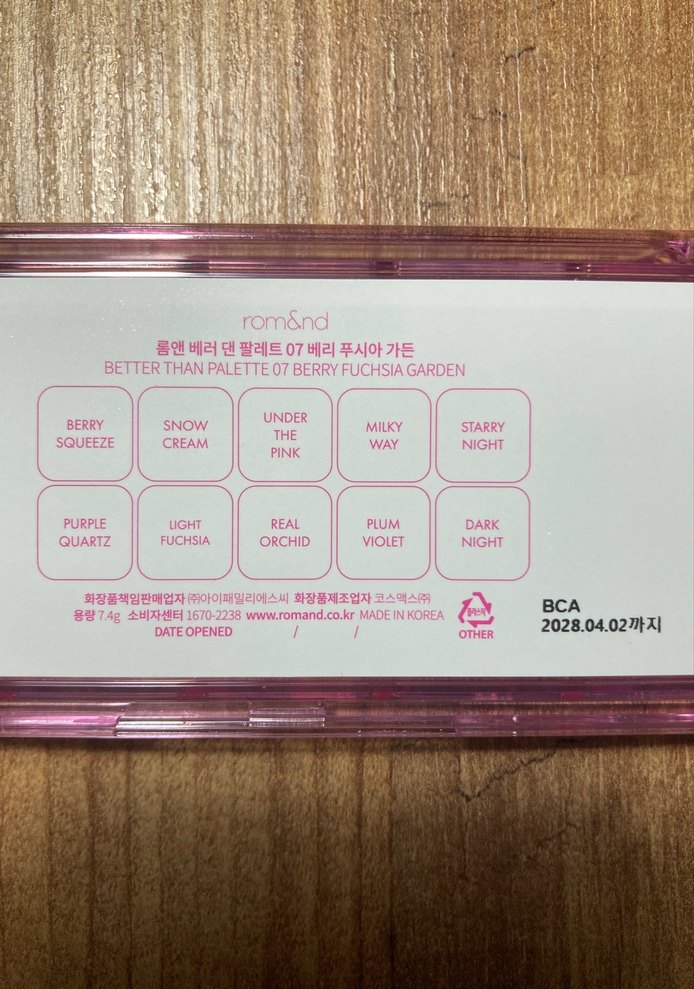 rom&nd
롬앤 베러 댄 팔레트 07 베리 푸시아 가든
BETTER THAN PALETTE 07 BERRY FUCHSIA GARDEN
BERRY
SQUEEZE
SNOW
CREAM
UNDER
THE
PINK
MILKY
WAY
STARRY
NIGHT
PURPLE
QUARTZ
LIGHT
FUCHSIA
REAL
ORCHID
PLUM
VIOLET
DARK
NIGHT
화장품책임판매업자 ㈜아이패밀리에스씨 화장품제조업자 코스맥스㈜
용량 7.4g 소비자센터 1670-2238 www.romand.co.kr MADE IN KOREA
DATE OPENED / /
플라스틱
OTHER
BCA
2028.04.02까지